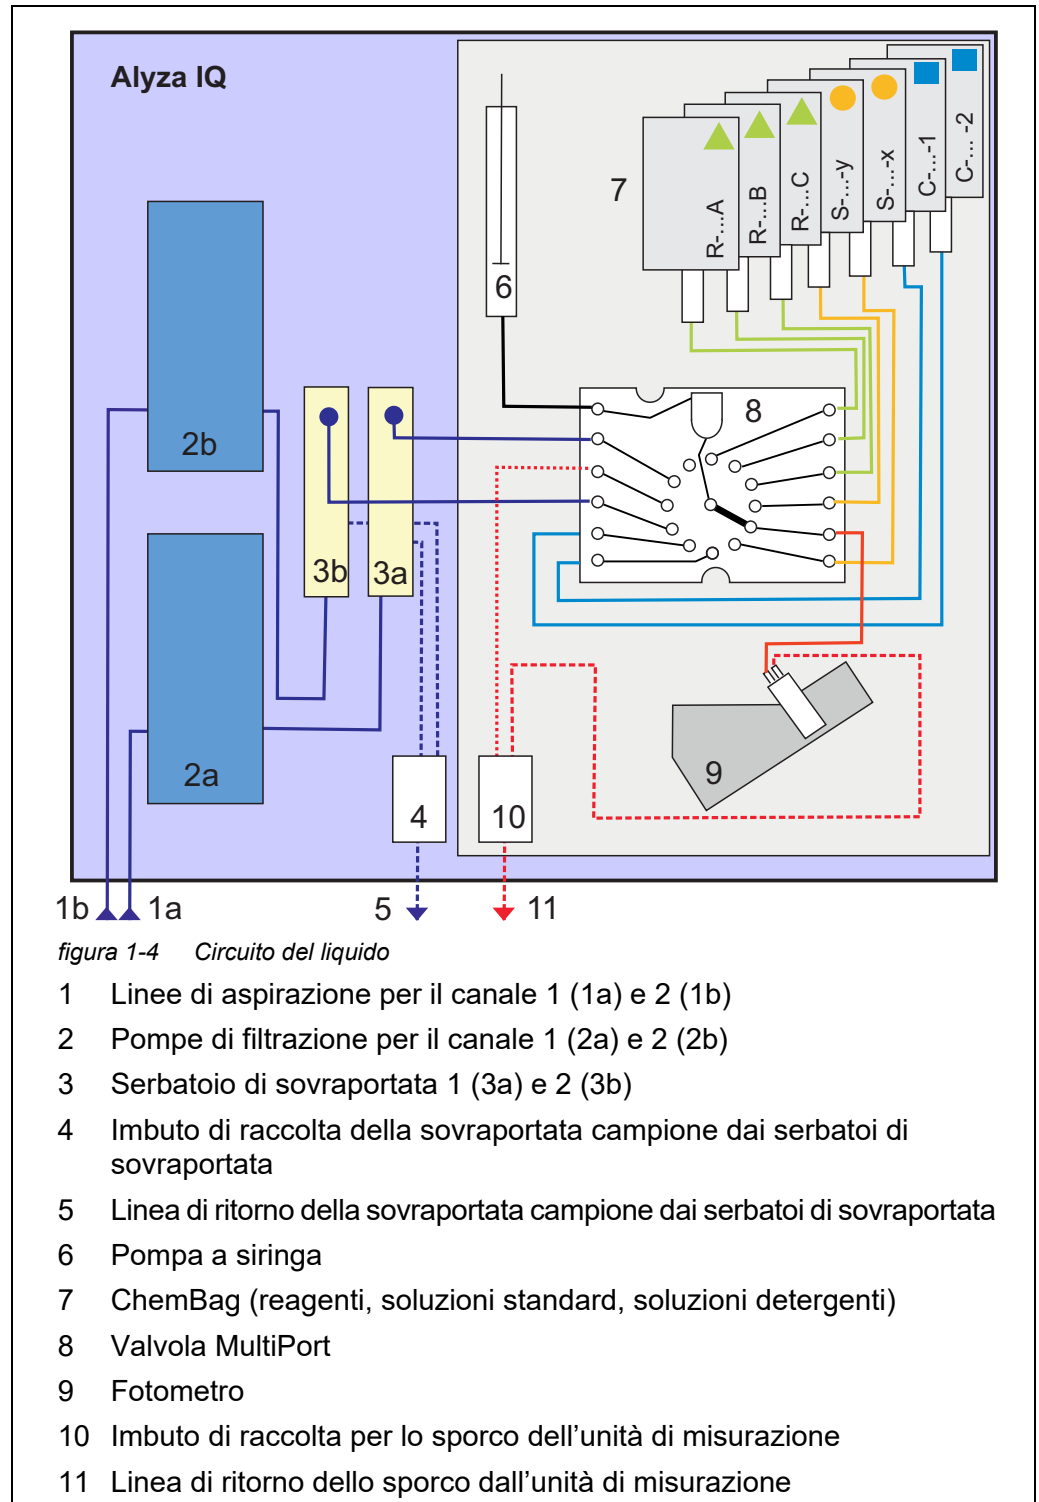 Alyza IQ
7
R-...A
R-...B
R-...C
S-...-y
S-...-x
C-...-1
C-... -2
6
2b
8
3b
3a
2a
9
4
10
1b
1a
5
11
figura 1-4 Circuito del liquido
1 Linee di aspirazione per il canale 1 (1a) e 2 (1b)
2 Pompe di filtrazione per il canale 1 (2a) e 2 (2b)
3 Serbatoio di sovraportata 1 (3a) e 2 (3b)
4 Imbuto di raccolta della sovraportata campione dai serbatoi di
sovraportata
5 Linea di ritorno della sovraportata campione dai serbatoi di sovraportata
6 Pompa a siringa
7 ChemBag (reagenti, soluzioni standard, soluzioni detergenti)
8 Valvola MultiPort
9 Fotometro
10 Imbuto di raccolta per lo sporco dell’unità di misurazione
11 Linea di ritorno dello sporco dall’unità di misurazione